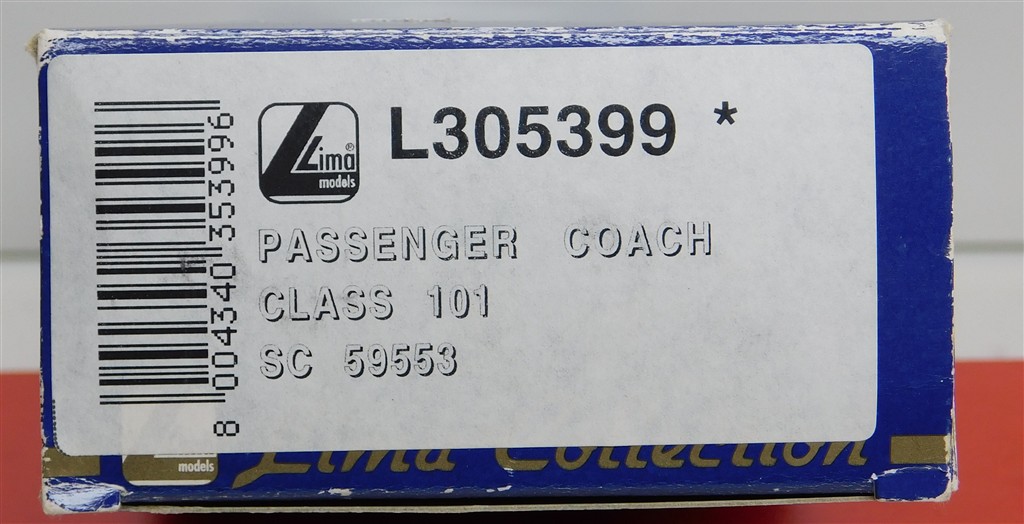 L305399 *
Lima®
models
PASSENGER COACH
CLASS 101
SC 59553
8 004340 353996
models
Lima Collection